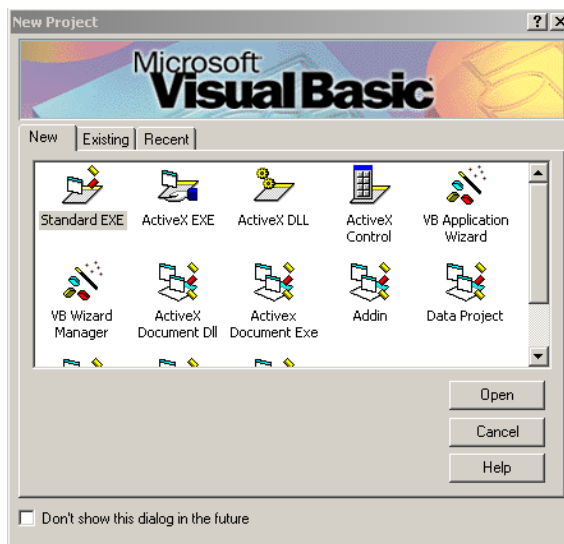 New Project
Microsoft
Visual Basic
New Existing Recent
Standard EXE
ActiveX EXE
ActiveX DLL
ActiveX
Control
VB Application
Wizard
VB Wizard
Manager
ActiveX
Document Dll
Activex
Document Exe
Addin
Data Project
Open
Cancel
Help
Don't show this dialog in the future